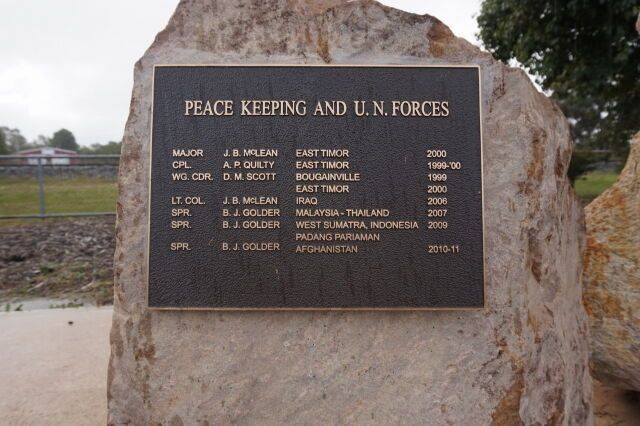 PEACE KEEPING AND U.N. FORCES
MAJOR J. B. McLEAN EAST TIMOR 2000
CPL. A. P. QUILTY EAST TIMOR 1999-'00
WG. CDR. D. M. SCOTT BOUGAINVILLE 1999
EAST TIMOR 2000
LT. COL. J. B. McLEAN IRAQ 2006
SPR. B. J. GOLDER MALAYSIA - THAILAND 2007
SPR. B. J. GOLDER WEST SUMATRA, INDONESIA 2009
PADANG PARIAMAN
SPR. B. J. GOLDER AFGHANISTAN 2010-11